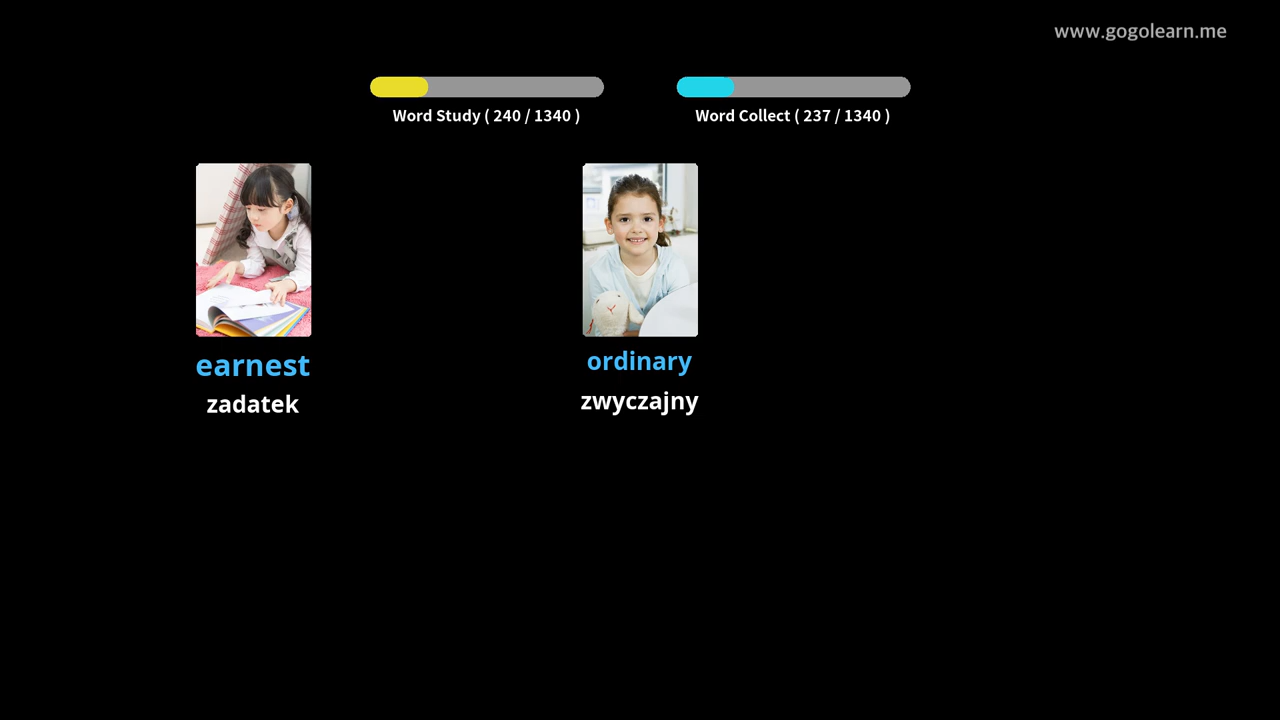 www.gogolearn.me
Word Study ( 240 / 1340 )
Word Collect ( 237 / 1340 )
earnest
zadatek
ordinary
zwyczajny